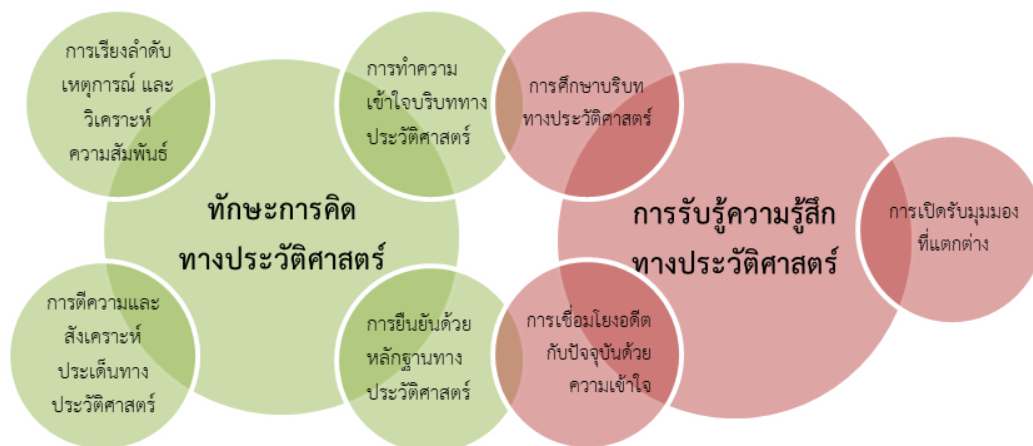 การเรียงลำดับ
เหตุการณ์ และ
วิเคราะห์
ความสัมพันธ์
การทำความ
เข้าใจบริบททาง
ประวัติศาสตร์
การศึกษาบริบท
ทางประวัติศาสตร์
ทักษะการคิด
ทางประวัติศาสตร์
การรับรู้ความรู้สึก
ทางประวัติศาสตร์
การเปิดรับมุมมอง
ที่แตกต่าง
การตีความและ
สังเคราะห์
ประเด็นทาง
ประวัติศาสตร์
การยืนยันด้วย
หลักฐานทาง
ประวัติศาสตร์
การเชื่อมโยงอดีต
กับปัจจุบันด้วย
ความเข้าใจ